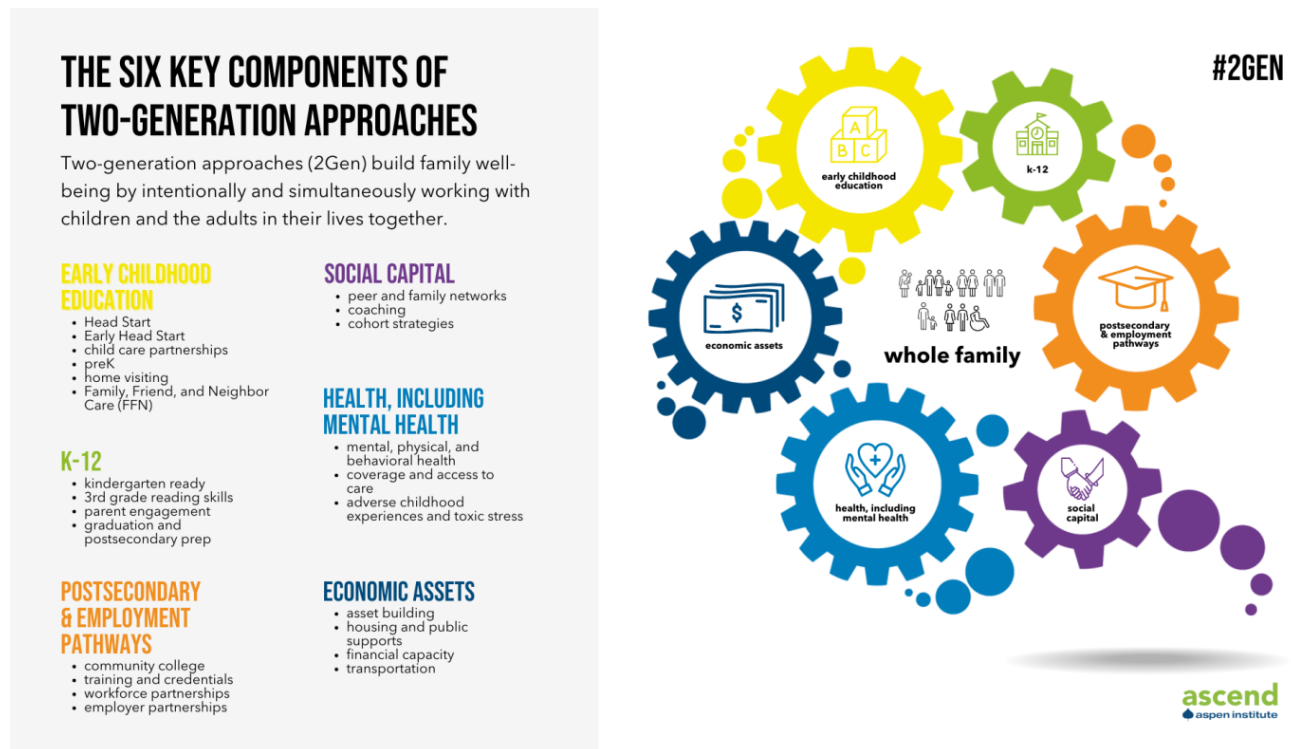 THE SIX KEY COMPONENTS OF
TWO-GENERATION APPROACHES
Two-generation approaches (2Gen) build family well-
being by intentionally and simultaneously working with
children and the adults in their lives together.
EARLY CHILDHOOD
EDUCATION
• Head Start
• Early Head Start
• child care partnerships
• preK
• home visiting
• Family, Friend, and Neighbor
Care (FFN)
K-12
• kindergarten ready
• 3rd grade reading skills
• parent engagement
• graduation and
postsecondary prep
POSTSECONDARY
& EMPLOYMENT
PATHWAYS
• community college
• training and credentials
• workforce partnerships
• employer partnerships
SOCIAL CAPITAL
• peer and family networks
• coaching
• cohort strategies
HEALTH, INCLUDING
MENTAL HEALTH
• mental, physical, and
behavioral health
• coverage and access to
care
• adverse childhood
experiences and toxic stress
ECONOMIC ASSETS
• asset building
• housing and public
supports
• financial capacity
• transportation
#2GEN
A
B C
early childhood
education
k-12
$
economic assets
whole family
postsecondary
& employment
pathways
health, including
mental health
social
capital
ascend
aspen institute